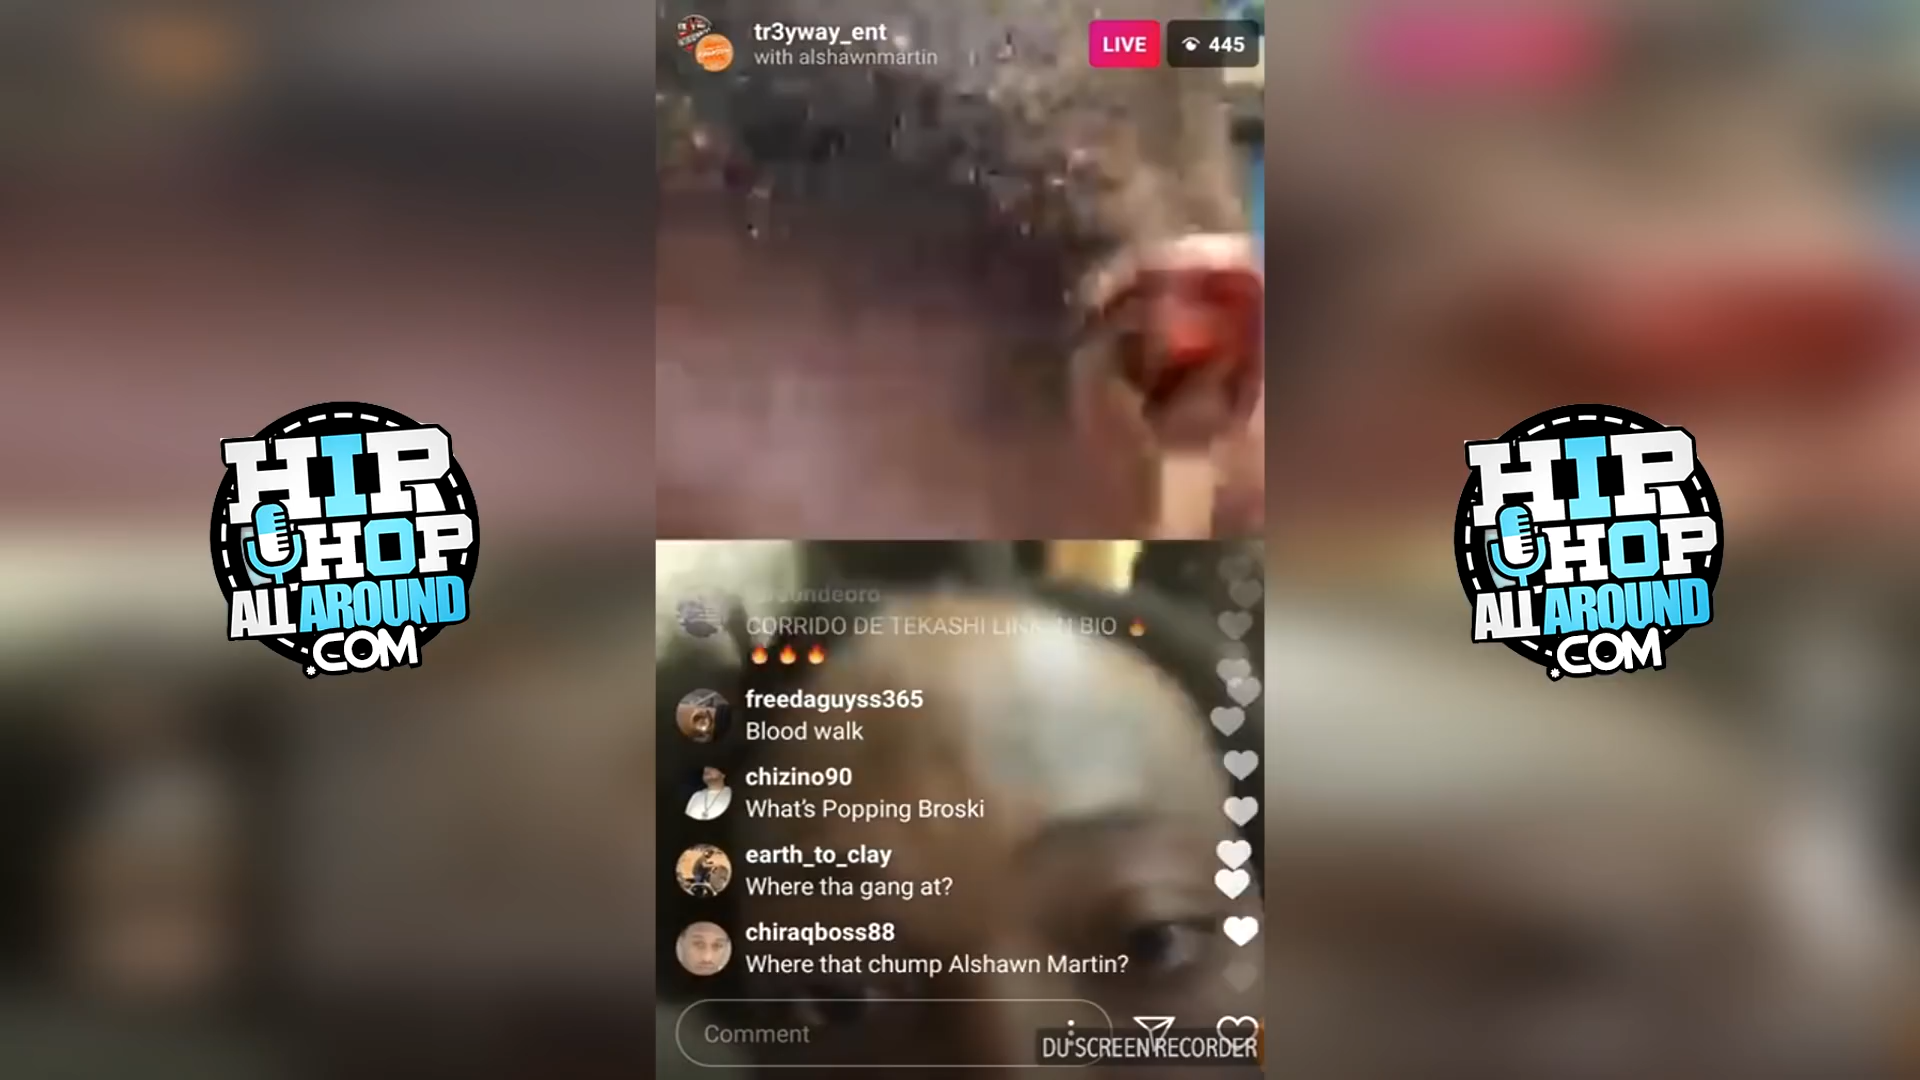 tr3yway_ent
with alshawnmartin
LIVE
445
HIP
HOP
ALL AROUND
.COM
HIP
HOP
ALL AROUND
.COM
CORRIDO DE TEKASHI LINK IN BIO 🔥
🔥🔥🔥
freedaguyss365
Blood walk
chizino90
What's Popping Broski
earth_to_clay
Where tha gang at?
chiraqboss88
Where that chump Alshawn Martin?
Comment
DU SCREEN RECORDER